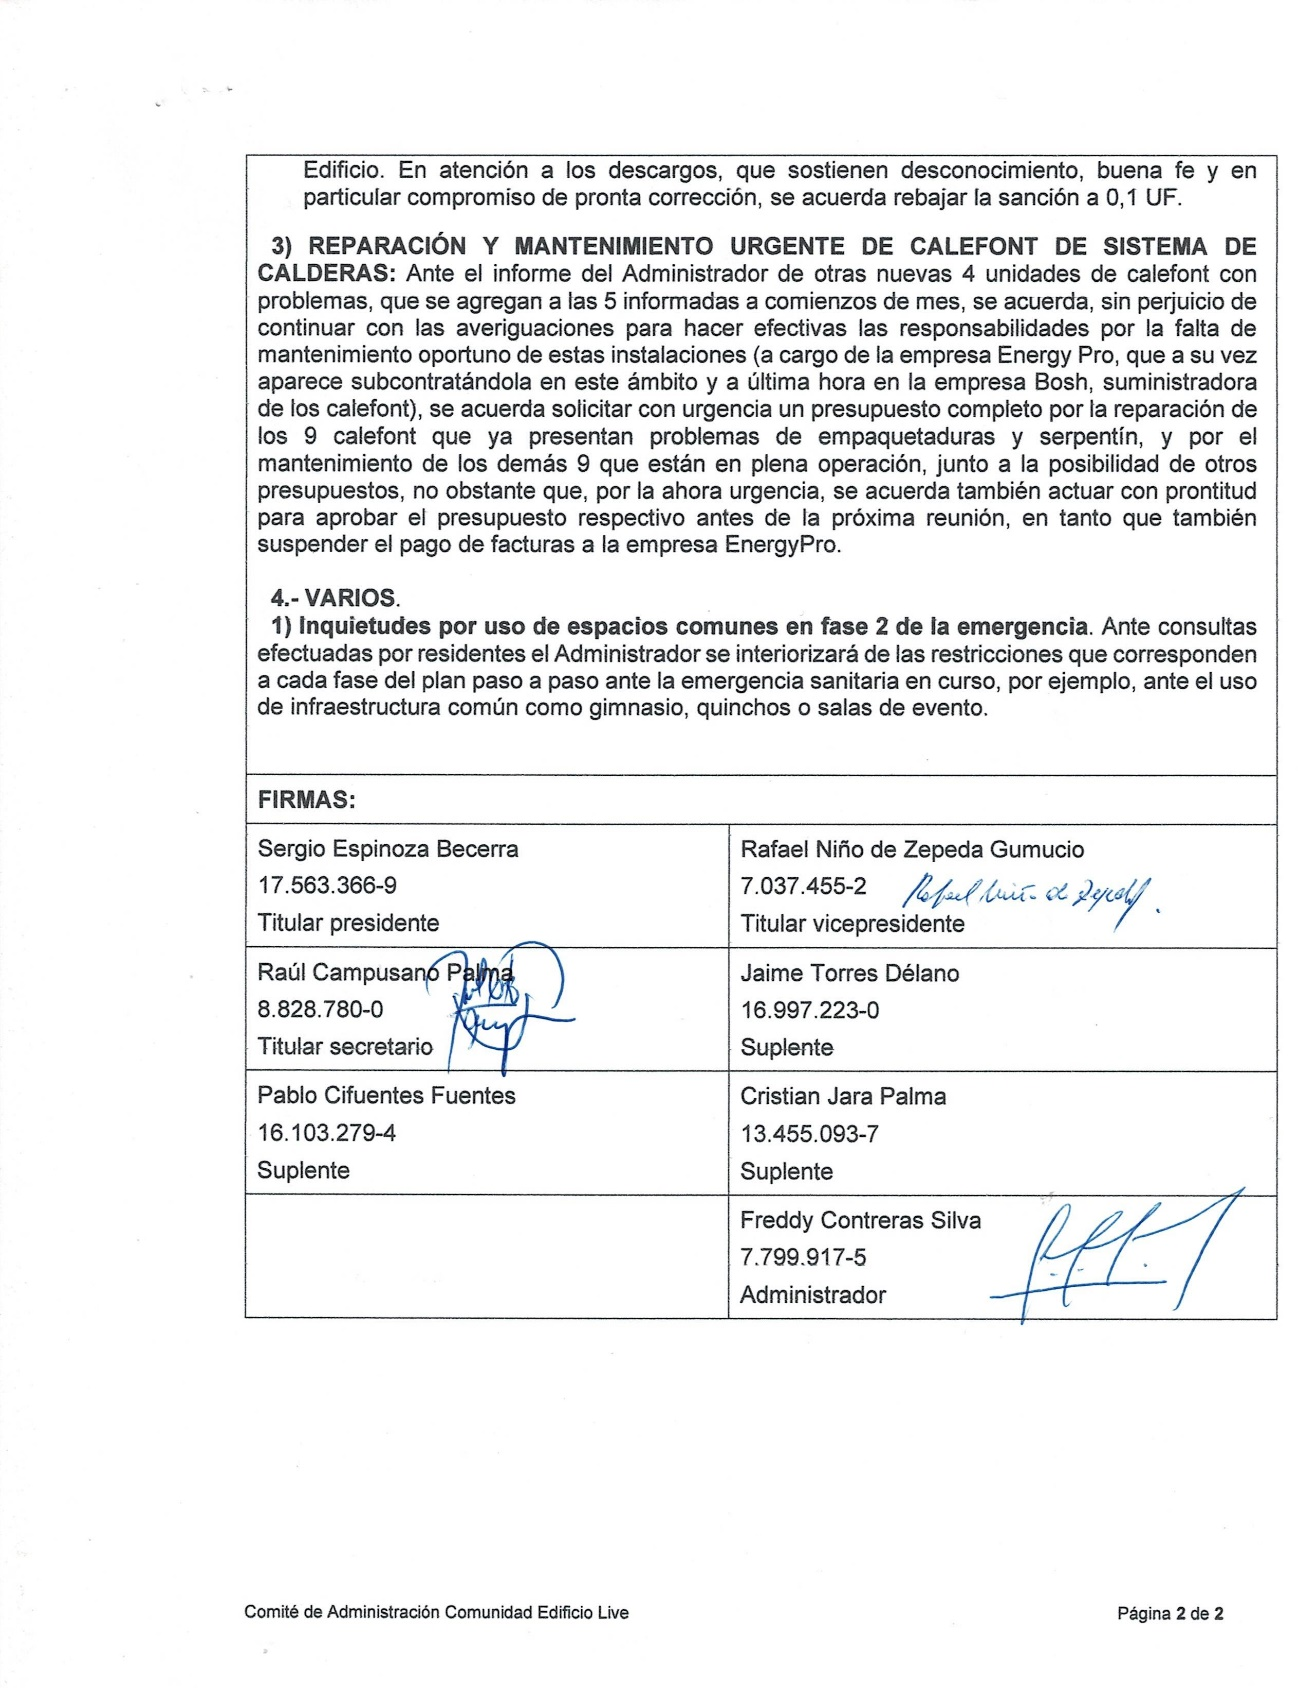 Edificio. En atención a los descargos, que sostienen desconocimiento, buena fe y en
particular compromiso de pronta corrección, se acuerda rebajar la sanción a 0,1 UF.
3) REPARACIÓN Y MANTENIMIENTO URGENTE DE CALEFONT DE SISTEMA DE
CALDERAS: Ante el informe del Administrador de otras nuevas 4 unidades de calefont con
problemas, que se agregan a las 5 informadas a comienzos de mes, se acuerda, sin perjuicio de
continuar con las averiguaciones para hacer efectivas las responsabilidades por la falta de
mantenimiento oportuno de estas instalaciones (a cargo de la empresa Energy Pro, que a su vez
aparece subcontratándola en este ámbito y a última hora en la empresa Bosh, suministradora
de los calefont), se acuerda solicitar con urgencia un presupuesto completo por la reparación de
los 9 calefont que ya presentan problemas de empaquetaduras y serpentín, y por el
mantenimiento de los demás 9 que están en plena operación, junto a la posibilidad de otros
presupuestos, no obstante que, por la ahora urgencia, se acuerda también actuar con prontitud
para aprobar el presupuesto respectivo antes de la próxima reunión, en tanto que también
suspender el pago de facturas a la empresa EnergyPro.
4.- VARIOS.
1) Inquietudes por uso de espacios comunes en fase 2 de la emergencia. Ante consultas
efectuadas por residentes el Administrador se interiorizará de las restricciones que corresponden
a cada fase del plan paso a paso ante la emergencia sanitaria en curso, por ejemplo, ante el uso
de infraestructura común como gimnasio, quinchos o salas de evento.
FIRMAS:
Sergio Espinoza Becerra
17.563.366-9
Titular presidente
Rafael Niño de Zepeda Gumucio
7.037.455-2 Rafael Niño de Zepeda
Titular vicepresidente
Raúl Campusano Palma
8.828.780-0
Titular secretario
Jaime Torres Délano
16.997.223-0
Suplente
Pablo Cifuentes Fuentes
16.103.279-4
Suplente
Cristian Jara Palma
13.455.093-7
Suplente
Freddy Contreras Silva
7.799.917-5
Administrador
Comité de Administración Comunidad Edificio Live
Página 2 de 2